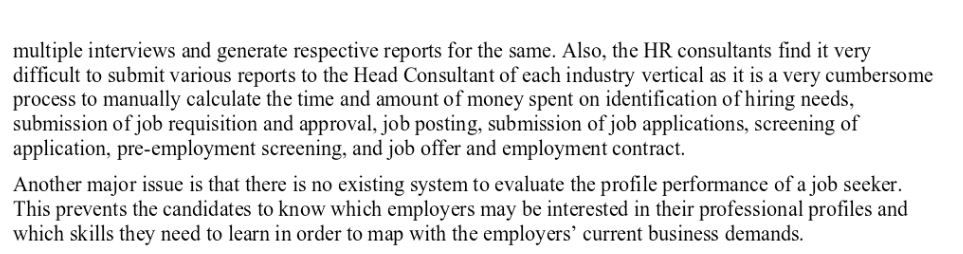 multiple interviews and generate respective reports for the same. Also, the HR consultants find it very
difficult to submit various reports to the Head Consultant of each industry vertical as it is a very cumbersome
process to manually calculate the time and amount of money spent on identification of hiring needs,
submission of job requisition and approval, job posting, submission of job applications, screening of
application, pre-employment screening, and job offer and employment contract.
Another major issue is that there is no existing system to evaluate the profile performance of a job seeker.
This prevents the candidates to know which employers may be interested in their professional profiles and
which skills they need to learn in order to map with the employers’ current business demands.